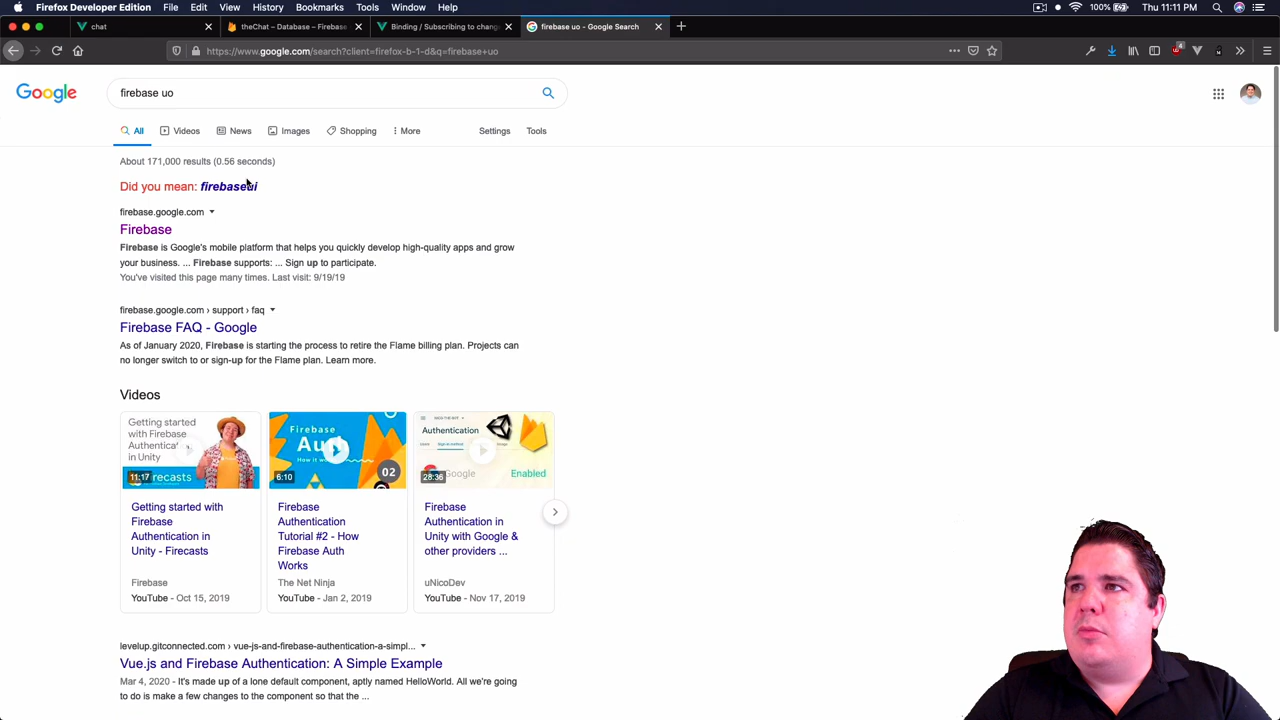 Firefox Developer Edition File Edit View History Bookmarks Tools Window Help 100% Thu 11:11 PM
chat
theChat – Database – Firebase
Binding / Subscribing to chang
firebase uo - Google Search
https://www.google.com/search?client=firefox-b-1-d&q=firebase+uo
4
Google
firebase uo
All Videos News Images Shopping More Settings Tools
About 171,000 results (0.56 seconds)
Did you mean: firebaseui
firebase.google.com
Firebase
Firebase is Google's mobile platform that helps you quickly develop high-quality apps and grow
your business. ... Firebase supports: ... Sign up to participate.
You've visited this page many times. Last visit: 9/19/19
firebase.google.com › support › faq
Firebase FAQ - Google
As of January 2020, Firebase is starting the process to retire the Flame billing plan. Projects can
no longer switch to or sign-up for the Flame plan. Learn more.
Videos
Getting started
with Firebase
Authentication
in Unity
11:17
recasts
Firebase
Auth
How it works
02
6:10
Authentication
Google
Enabled
28:36
Getting started with
Firebase
Authentication in
Unity - Firecasts
Firebase
YouTube - Oct 15, 2019
Firebase
Authentication
Tutorial #2 - How
Firebase Auth
Works
The Net Ninja
YouTube - Jan 2, 2019
Firebase
Authentication in
Unity with Google &
other providers ...
uNicoDev
YouTube - Nov 17, 2019
levelup.gitconnected.com › vue-js-and-firebase-authentication-a-simpl...
Vue.js and Firebase Authentication: A Simple Example
Mar 4, 2020 - It's made up of a lone default component, aptly named HelloWorld. All we're going
to do is make a few changes to the component so that the ...